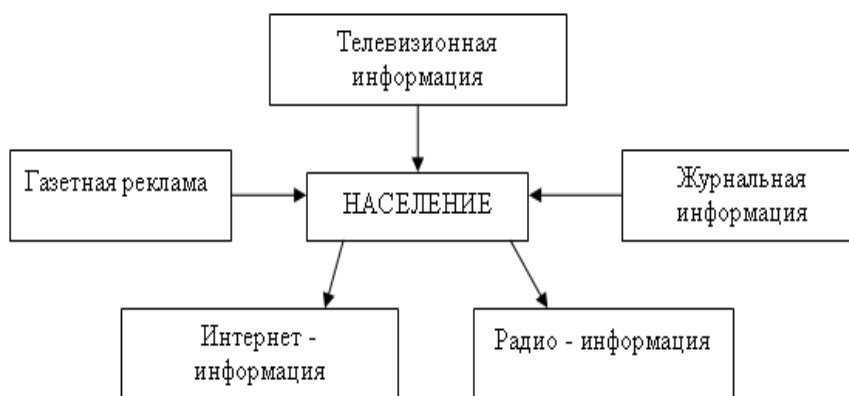 Телевизионная
информация
Газетная реклама
НАСЕЛЕНИЕ
Журнальная
информация
Интернет -
информация
Радио - информация